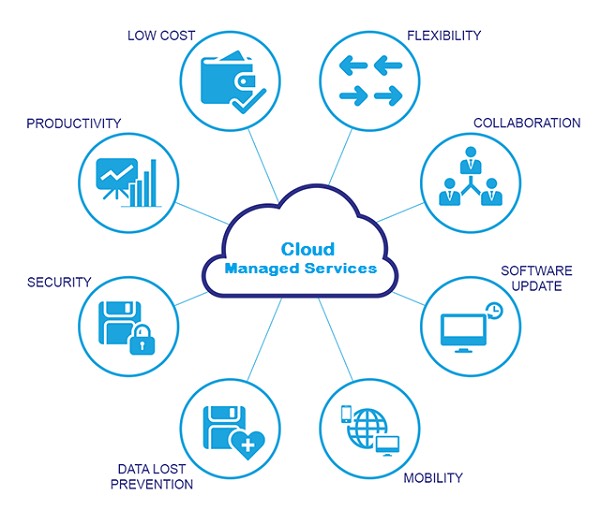 LOW COST
FLEXIBILITY
PRODUCTIVITY
COLLABORATION
Cloud
Managed Services
SECURITY
SOFTWARE
UPDATE
DATA LOST
PREVENTION
MOBILITY